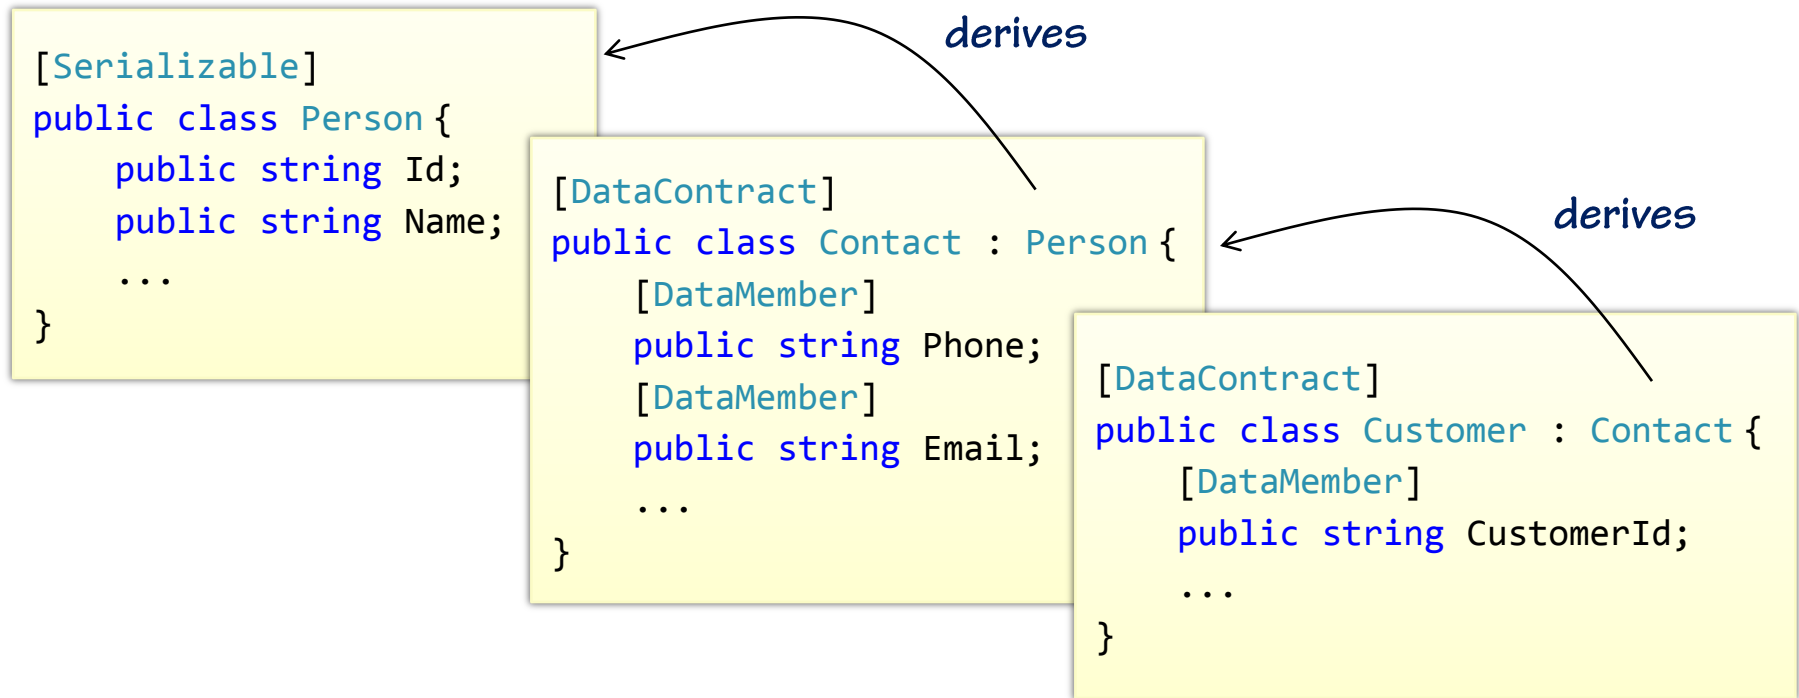 [Serializable]
public class Person {
    public string Id;
    public string Name;
    ...
}
derives
[DataContract]
public class Contact : Person {
    [DataMember]
    public string Phone;
    [DataMember]
    public string Email;
    ...
}
derives
[DataContract]
public class Customer : Contact {
    [DataMember]
    public string CustomerId;
    ...
}